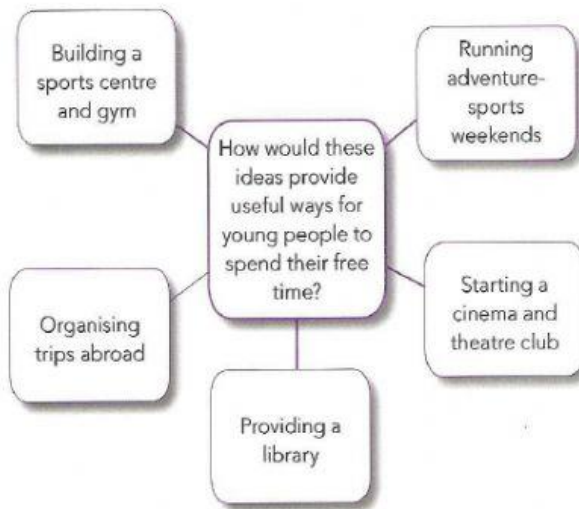 Building a
sports centre
and gym
Running
adventure-
sports
weekends
How would these
ideas provide
useful ways for
young people to
spend their free
time?
Organising
trips abroad
Starting a
cinema and
theatre club
Providing a
library